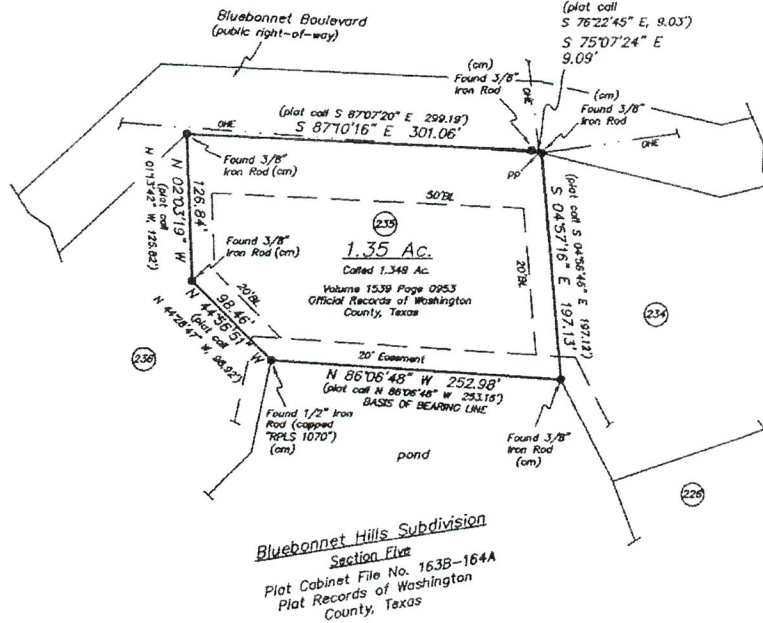 Bluebonnet Boulevard
(public right-of-way)
(plat call
S 76°22'45" E, 9.03')
S 75°07'24" E
9.09'
(cm)
Found 3/8"
Iron Rod
OHE
(cm)
Found 3/8"
Iron Rod
OHE
OHE
(plat call S 87°07'20" E 299.19')
S 87°10'16" E 301.06'
PP
Found 3/8"
Iron Rod (cm)
126.84'
N 02°03'19" W
(plat call
N 01°13'42" W, 126.82')
50'BL
235
1.35 Ac.
Called 1.349 Ac.
Volume 1539 Page 0953
Official Records of Washington
County, Texas
20'BL
(plat call S 04°56'46" E 197.12')
S 04°57'16" E 197.13'
234
Found 3/8"
Iron Rod (cm)
20'BL
98.46'
N 44°56'51" W
(plat call
N 44°28'47" W, 98.92')
236
20' Easement
N 86°06'48" W 252.98'
(plat call N 86°06'48" W 253.16')
BASIS OF BEARING LINE
Found 1/2" Iron
Rod (capped
"RPLS 1070")
(cm)
Found 3/8"
Iron Rod
(cm)
pond
226
Bluebonnet Hills Subdivision
Section Five
Plat Cabinet File No. 163B-164A
Plat Records of Washington
County, Texas